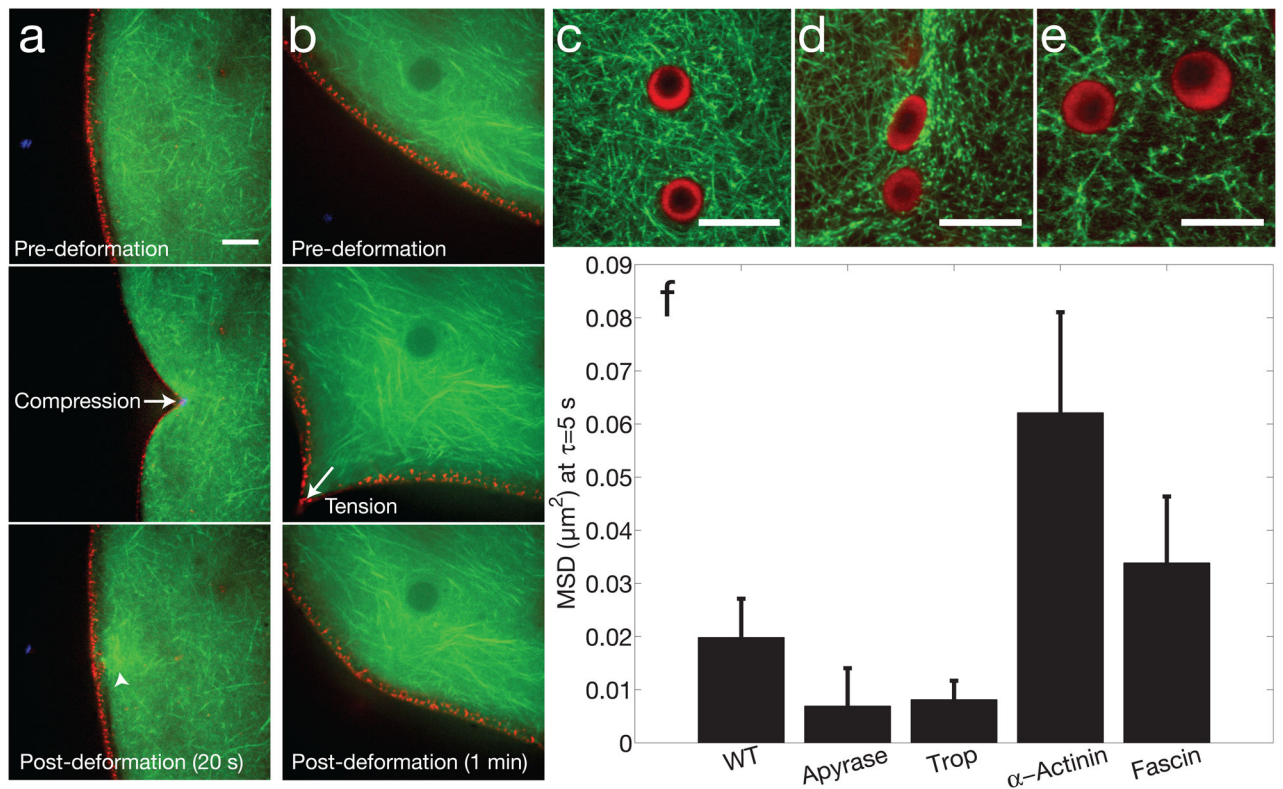 a
Pre-deformation
Compression
Post-deformation (20 s)
b
Pre-deformation
Tension
Post-deformation (1 min)
c
d
e
f
MSD (µm²) at τ=5 s
0.09
0.08
0.07
0.06
0.05
0.04
0.03
0.02
0.01
0
WT
Apyrase
Trop
α–Actinin
Fascin